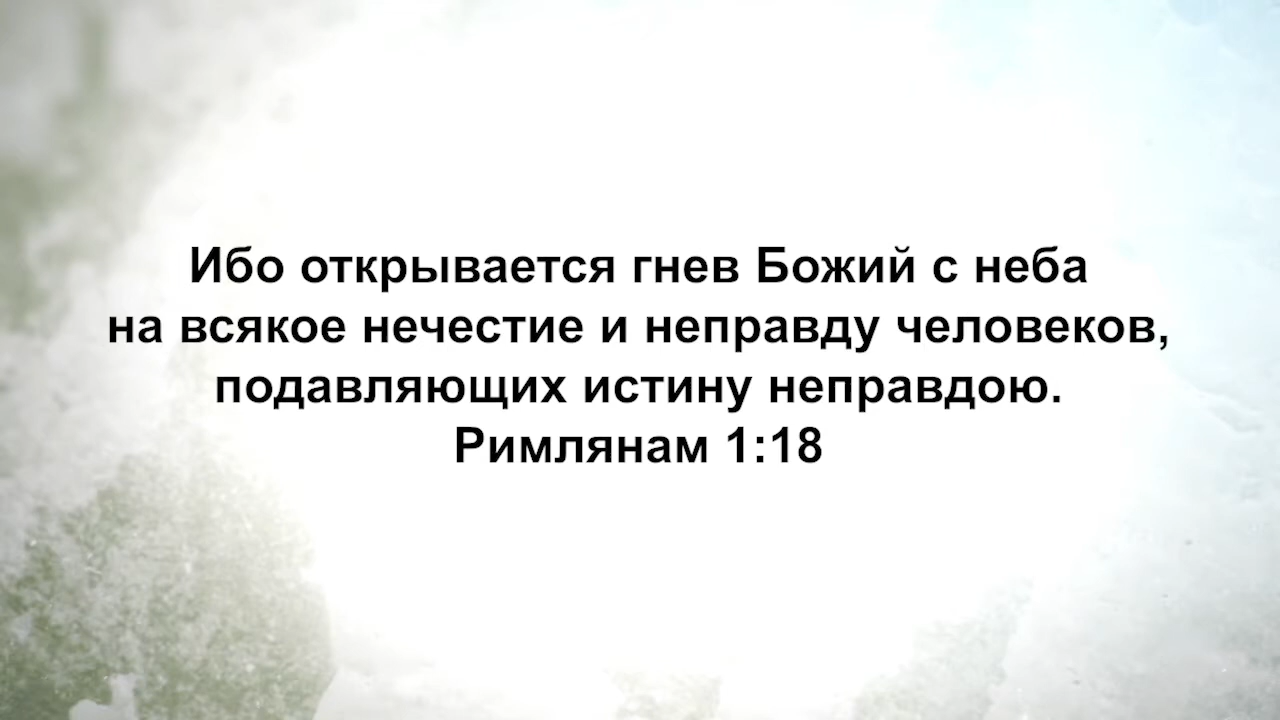 Ибо открывается гнев Божий с неба
на всякое нечестие и неправду человеков,
подавляющих истину неправдою.
Римлянам 1:18